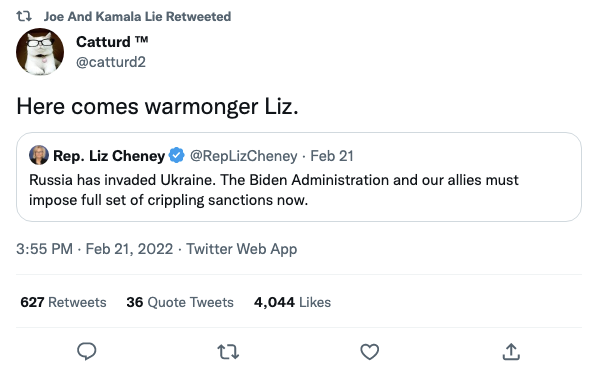 Joe And Kamala Lie Retweeted
Catturd ™
@catturd2
Here comes warmonger Liz.
Rep. Liz Cheney @RepLizCheney · Feb 21
Russia has invaded Ukraine. The Biden Administration and our allies must
impose full set of crippling sanctions now.
3:55 PM · Feb 21, 2022 · Twitter Web App
627 Retweets 36 Quote Tweets 4,044 Likes